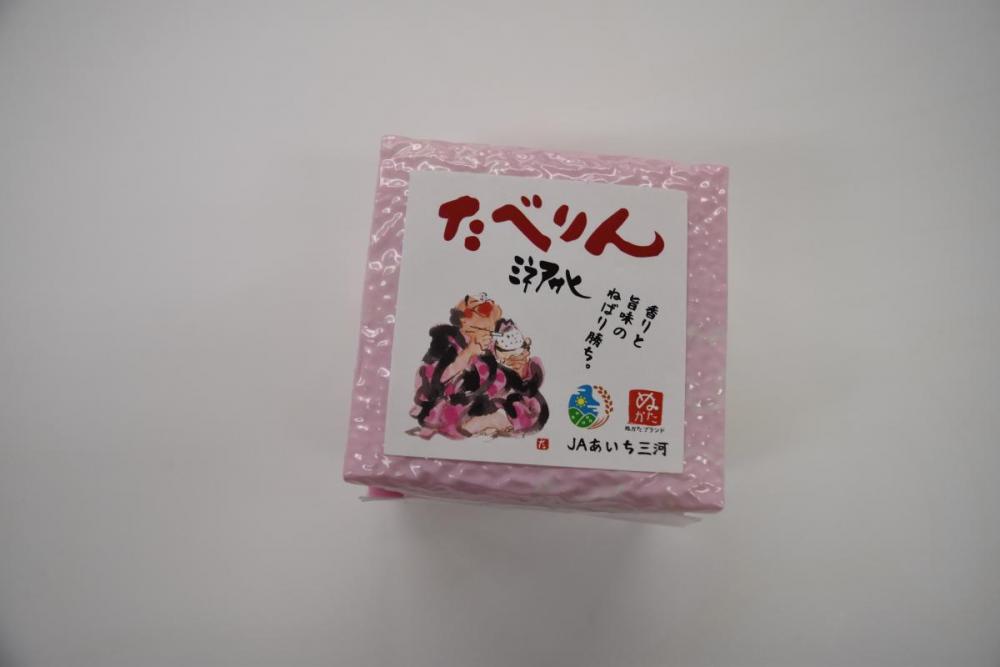 たべりん
ミネアサヒ
香りと
旨味の
ねばり勝ち。
ぬかた
ぬかたブランド
た
JAあいち三河